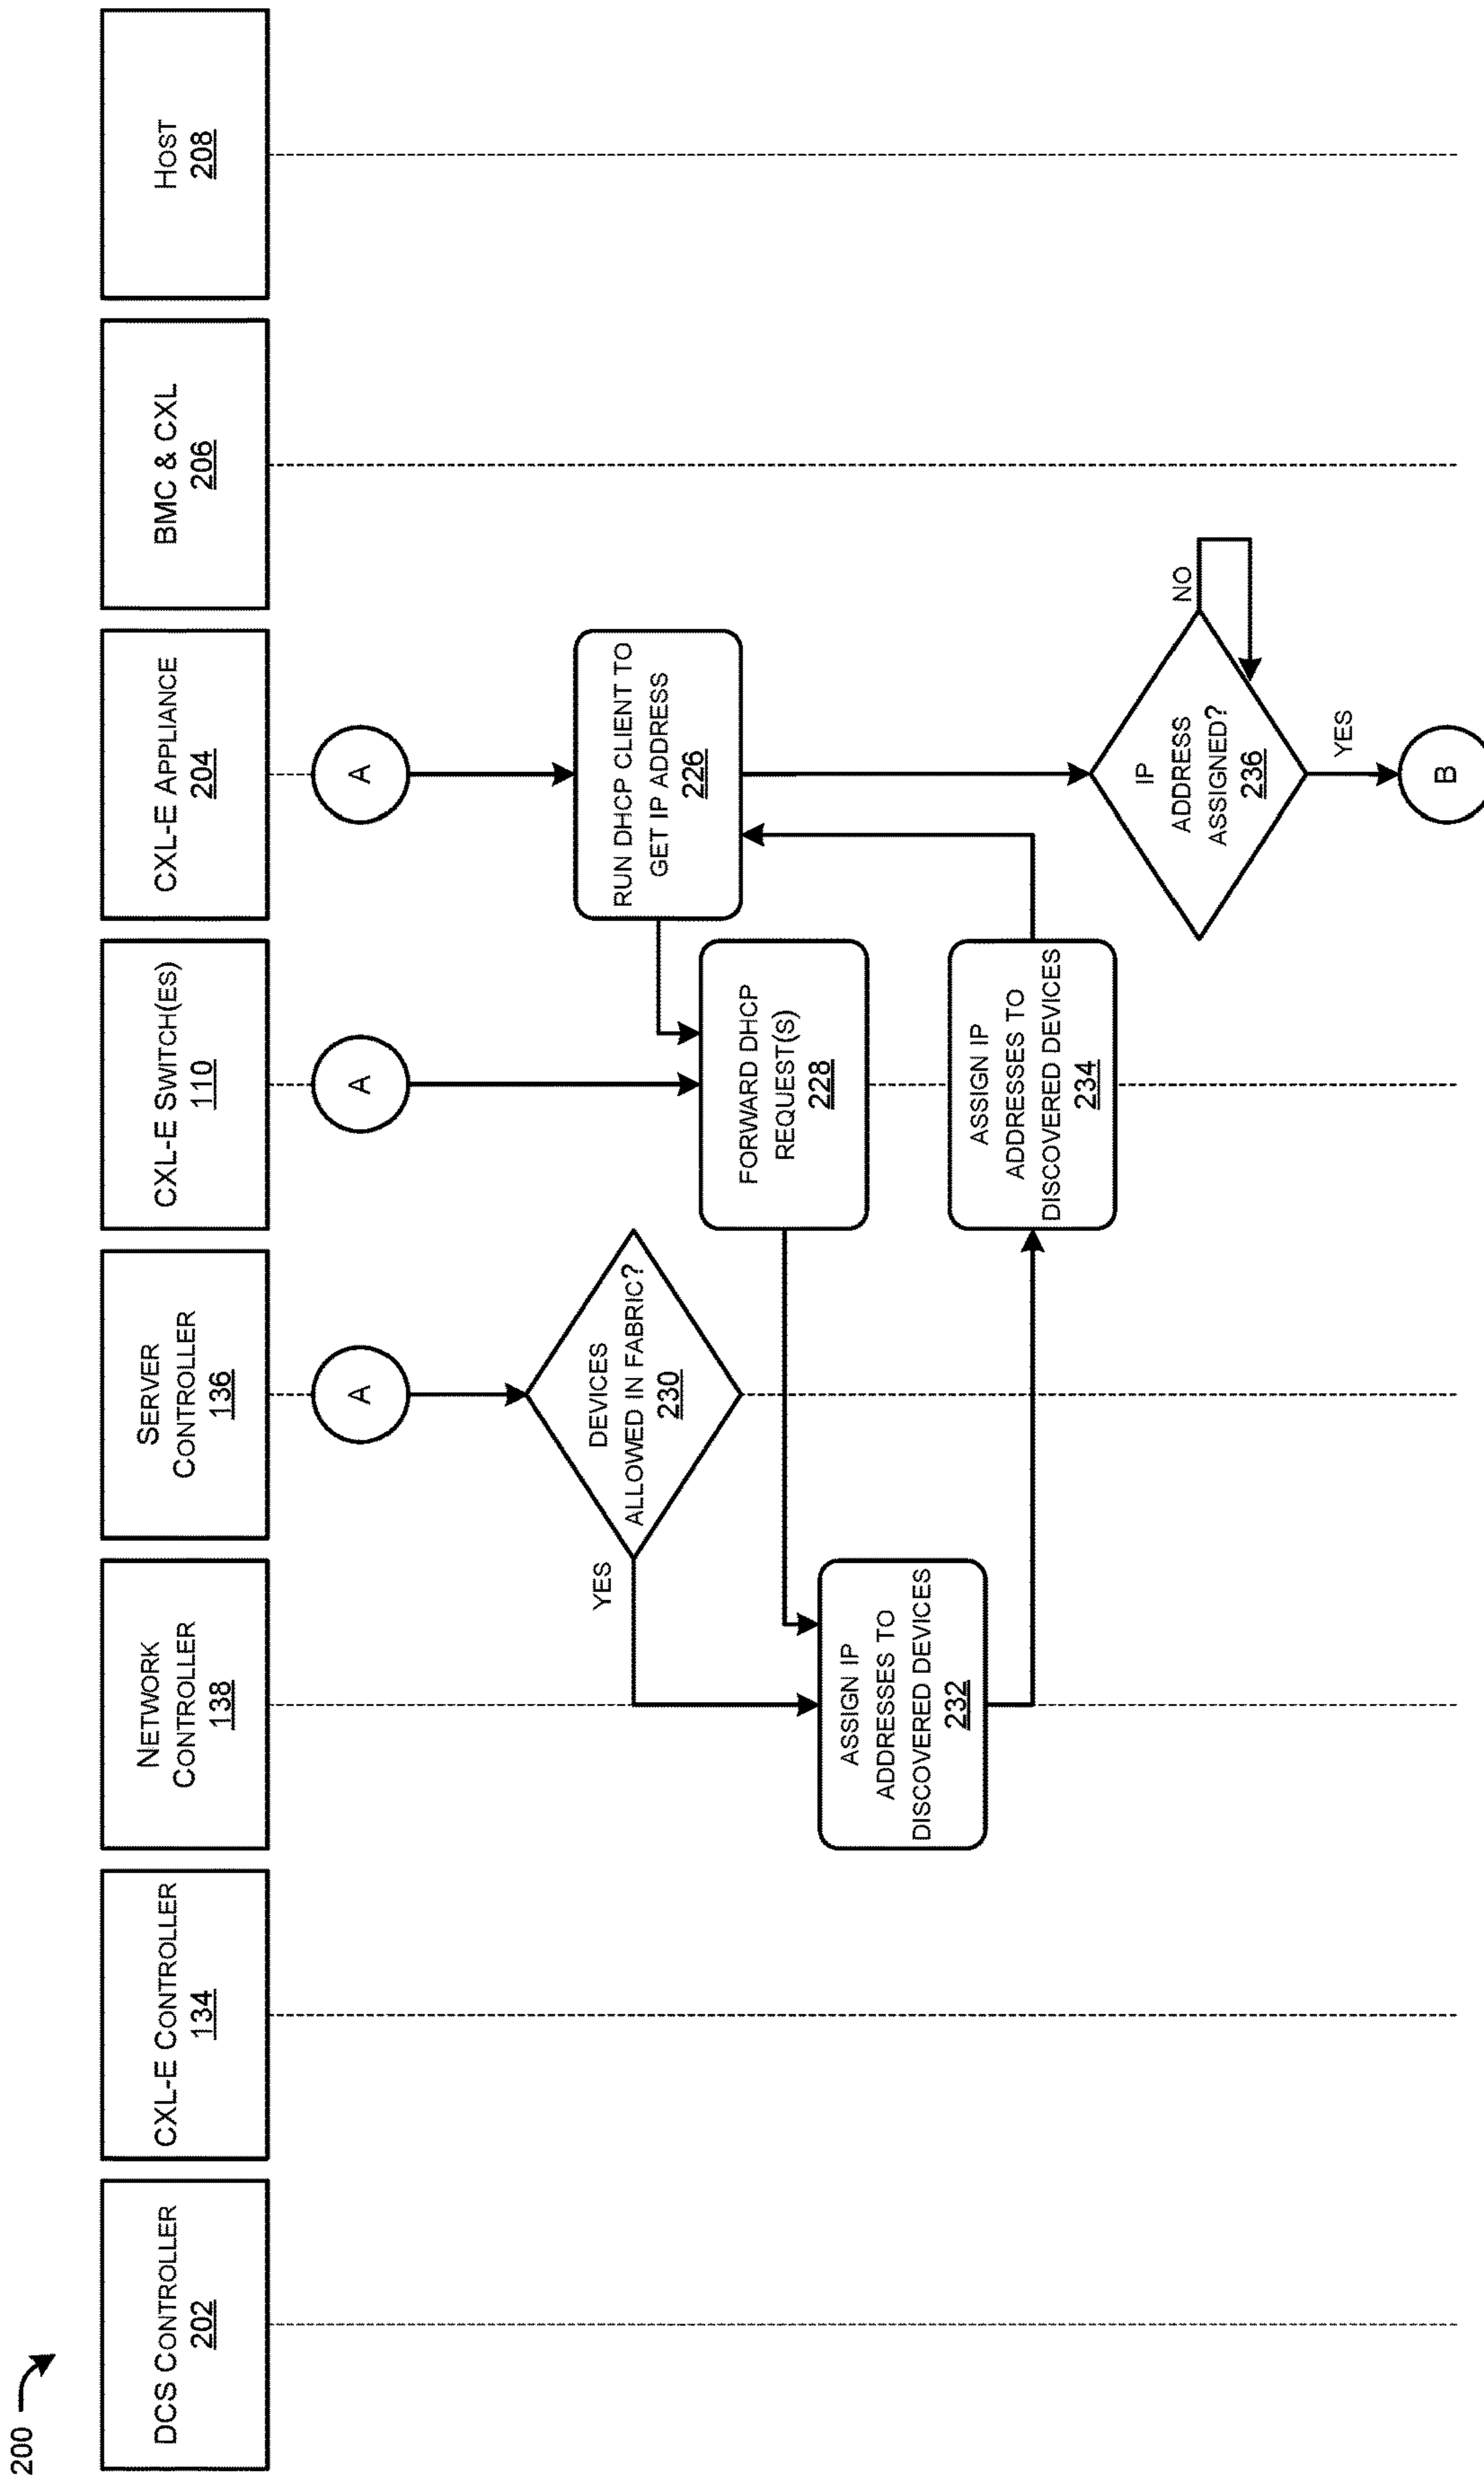 200
DCS CONTROLLER
202
CXL-E CONTROLLER
134
NETWORK
CONTROLLER
138
SERVER
CONTROLLER
136
CXL-E SWITCH(ES)
110
CXL-E APPLIANCE
204
BMC & CXL
206
HOST
208
A
A
A
RUN DHCP CLIENT TO
GET IP ADDRESS
226
DEVICES
ALLOWED IN FABRIC?
230
YES
FORWARD DHCP
REQUEST(S)
228
ASSIGN IP
ADDRESSES TO
DISCOVERED DEVICES
232
ASSIGN IP
ADDRESSES TO
DISCOVERED DEVICES
234
IP
ADDRESS
ASSIGNED?
236
NO
YES
B